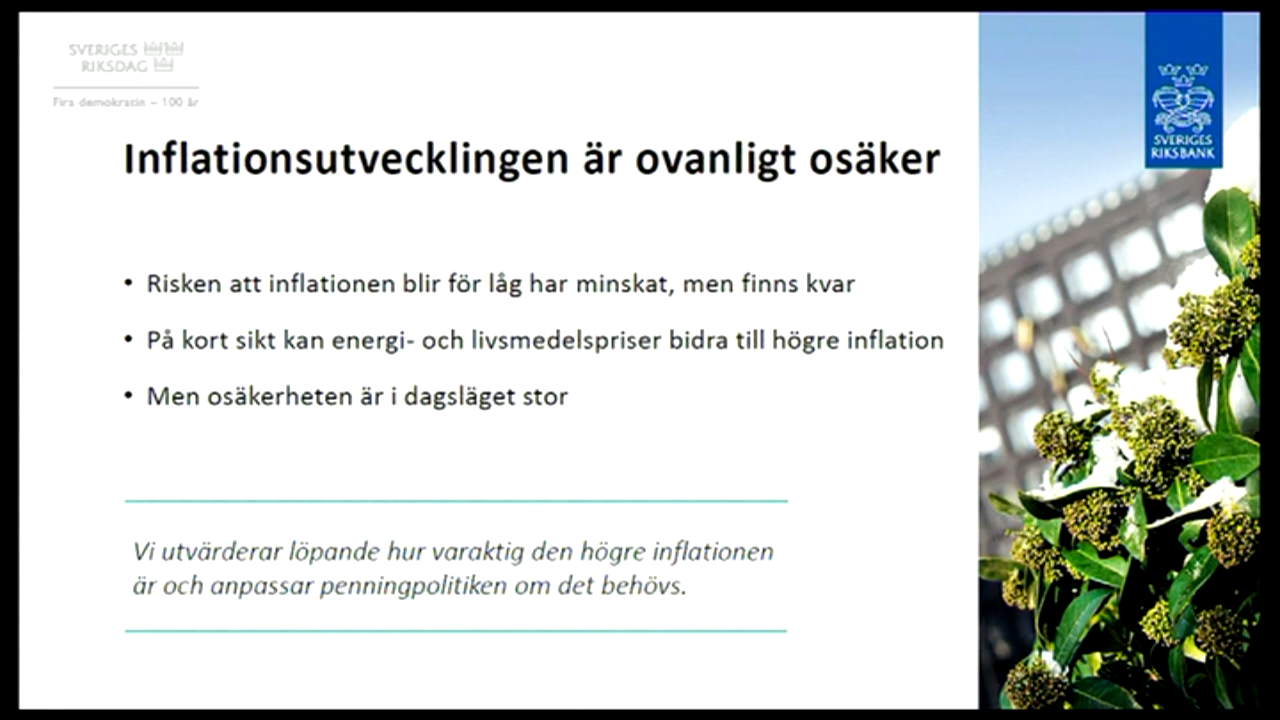 SVERIGES
RIKSDAG
Fira demokratin – 100 år
SVERIGES
RIKSBANK
Inflationsutvecklingen är ovanligt osäker
• Risken att inflationen blir för låg har minskat, men finns kvar
• På kort sikt kan energi- och livsmedelspriser bidra till högre inflation
• Men osäkerheten är i dagsläget stor
Vi utvärderar löpande hur varaktig den högre inflationen
är och anpassar penningpolitiken om det behövs.